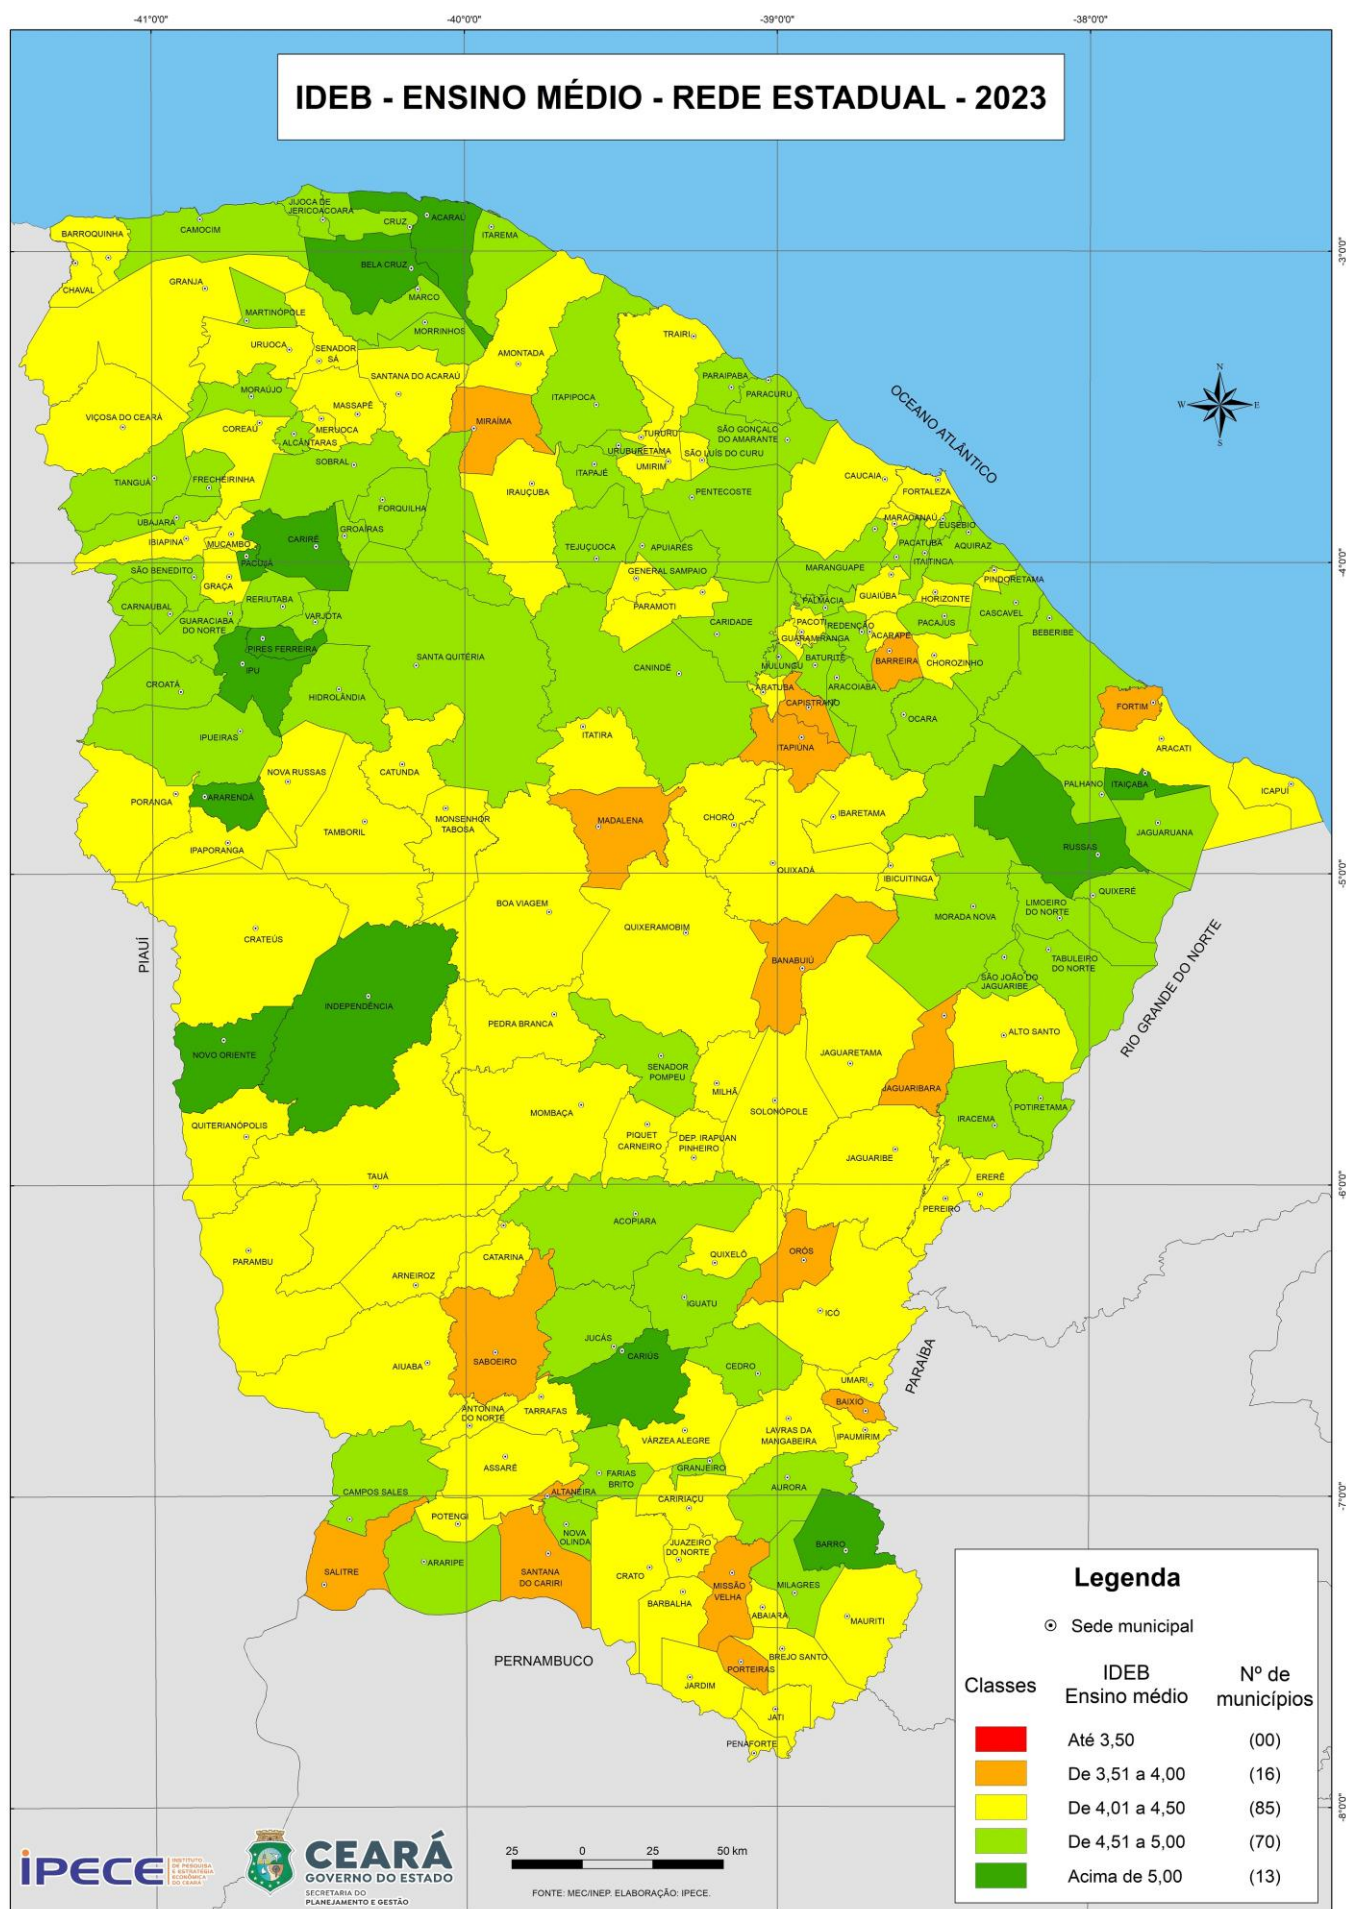 -41°0'0"
-40°0'0"
-39°0'0"
-38°0'0"
IDEB - ENSINO MÉDIO - REDE ESTADUAL - 2023
JIJOCA DE
JERICOACOARA
CRUZ
ACARAÚ
BARROQUINHA
CAMOCIM
ITAREMA
-3°0'0"
BELA CRUZ
CHAVAL
GRANJA
MARCO
MARTINÓPOLE
MORRINHOS
TRAIRI
URUOCA
SENADOR
SÁ
AMONTADA
SANTANA DO ACARAÚ
PARAIPABA
MORAÚJO
PARACURU
N
W
E
S
OCEANO ATLÂNTICO
ITAPIPOCA
VIÇOSA DO CEARÁ
MASSAPÊ
COREAÚ
MERUOCA
MIRAÍMA
SÃO GONÇALO
DO AMARANTE
TURURU
ALCÂNTARAS
URUBURETAMA
SÃO LUÍS DO CURU
SOBRAL
ITAPAJÉ
UMIRIM
TIANGUÁ
FRECHEIRINHA
CAUCAIA
FORTALEZA
IRAUÇUBA
PENTECOSTE
FORQUILHA
UBAJARA
GROAÍRAS
MARACANAÚ
EUSÉBIO
IBIAPINA
MUCAMBO
CARIRÉ
PACATUBA
AQUIRAZ
TEJUÇUOCA
APUIARÉS
ITAITINGA
PACUJÁ
SÃO BENEDITO
GENERAL SAMPAIO
MARANGUAPE
-4°0'0"
PINDORETAMA
GRAÇA
CARNAUBAL
RERIUTABA
PARAMOTI
GUAIÚBA
HORIZONTE
PALMÁCIA
CASCAVEL
GUARACIABA
DO NORTE
VARJOTA
CARIDADE
PACOTI
REDENÇÃO
PACAJUS
BEBERIBE
GUARAMIRANGA
ACARAPE
PIRES FERREIRA
SANTA QUITÉRIA
CANINDÉ
MULUNGU
BATURITÉ
BARREIRA
CHOROZINHO
IPU
CROATÁ
HIDROLÂNDIA
ARATUBA
ARACOIABA
CAPISTRANO
OCARA
FORTIM
IPUEIRAS
ITATIRA
ITAPIÚNA
ARACATI
NOVA RUSSAS
CATUNDA
PORANGA
ARARENDÁ
PALHANO
ITAIÇABA
ICAPUÍ
MONSENHOR
TABOSA
MADALENA
CHORÓ
IBARETAMA
TAMBORIL
JAGUARUANA
IPAPORANGA
RUSSAS
QUIXADÁ
IBICUITINGA
-5°0'0"
BOA VIAGEM
QUIXERÉ
LIMOEIRO
DO NORTE
MORADA NOVA
PIAUÍ
CRATEÚS
QUIXERAMOBIM
BANABUIÚ
TABULEIRO
DO NORTE
SÃO JOÃO DO
JAGUARIBE
RIO GRANDE DO NORTE
INDEPENDÊNCIA
PEDRA BRANCA
ALTO SANTO
NOVO ORIENTE
JAGUARETAMA
SENADOR
POMPEU
JAGUARIBARA
MILHÃ
MOMBAÇA
SOLONÓPOLE
IRACEMA
POTIRETAMA
QUITERIANÓPOLIS
PIQUET
CARNEIRO
DEP. IRAPUAN
PINHEIRO
JAGUARIBE
TAUÁ
ERERÊ
-6°0'0"
PEREIRO
ACOPIARA
PARAMBU
CATARINA
QUIXELÔ
ORÓS
ARNEIROZ
IGUATU
ICÓ
JUCÁS
AIUABA
SABOEIRO
CARIÚS
CEDRO
PARAÍBA
UMARI
BAIXIO
ANTONINA
DO NORTE
TARRAFAS
VÁRZEA ALEGRE
LAVRAS DA
MANGABEIRA
IPAUMIRIM
ASSARÉ
FARIAS
BRITO
GRANJEIRO
CAMPOS SALES
ALTANEIRA
AURORA
-7°0'0"
CARIRIAÇU
POTENGI
NOVA
OLINDA
JUAZEIRO
DO NORTE
BARRO
SALITRE
ARARIPE
SANTANA
DO CARIRI
CRATO
MISSÃO
VELHA
MILAGRES
BARBALHA
ABAIARA
MAURITI
BREJO SANTO
PERNAMBUCO
PORTEIRAS
JARDIM
JATI
PENAFORTE
-8°0'0"
Legenda
Sede municipal
Classes
IDEB
Ensino médio
Nº de
municípios
Até 3,50 (00)
De 3,51 a 4,00 (16)
De 4,01 a 4,50 (85)
De 4,51 a 5,00 (70)
Acima de 5,00 (13)
IPECE
INSTITUTO
DE PESQUISA
E ESTRATÉGIA
ECONÔMICA
DO CEARÁ
CEARÁ
GOVERNO DO ESTADO
SECRETARIA DO
PLANEJAMENTO E GESTÃO
25 0 25 50 km
FONTE: MEC/INEP. ELABORAÇÃO: IPECE.